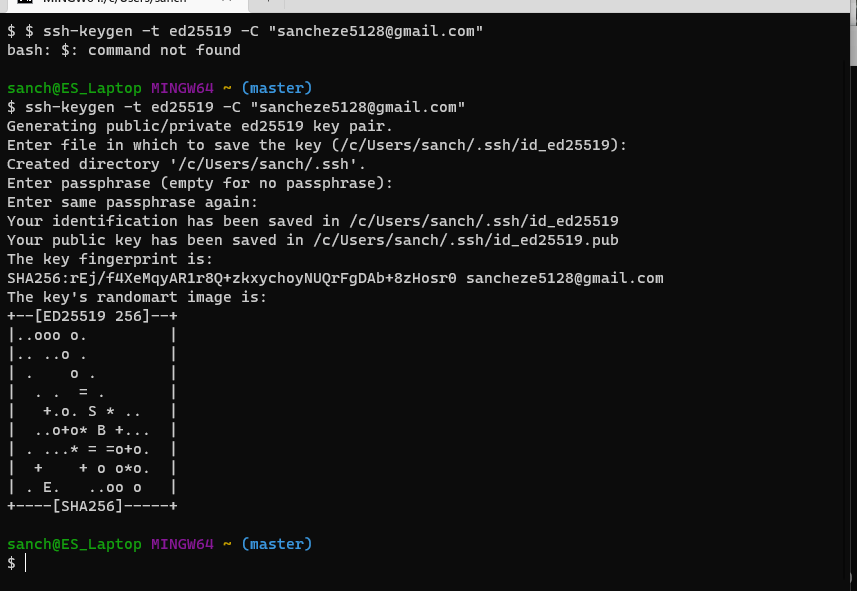 $ $ ssh-keygen -t ed25519 -C "sancheze5128@gmail.com"
bash: $: command not found

sanch@ES_Laptop MINGW64 ~ (master)
$ ssh-keygen -t ed25519 -C "sancheze5128@gmail.com"
Generating public/private ed25519 key pair.
Enter file in which to save the key (/c/Users/sanch/.ssh/id_ed25519):
Created directory '/c/Users/sanch/.ssh'.
Enter passphrase (empty for no passphrase):
Enter same passphrase again:
Your identification has been saved in /c/Users/sanch/.ssh/id_ed25519
Your public key has been saved in /c/Users/sanch/.ssh/id_ed25519.pub
The key fingerprint is:
SHA256:rEj/f4XeMqyAR1r8Q+zkxychoyNUQrFgDAb+8zHosr0 sancheze5128@gmail.com
The key's randomart image is:
+--[ED25519 256]--+
|..ooo o.         |
|.. ..o .         |
| .    o .        |
|  . .  = .       |
|   +.o. S * ..   |
|  ..o+o* B +...  |
| . ...* = =o+o.  |
|  +    + o o*o.  |
| . E.   ..oo o   |
+----[SHA256]-----+

sanch@ES_Laptop MINGW64 ~ (master)
$